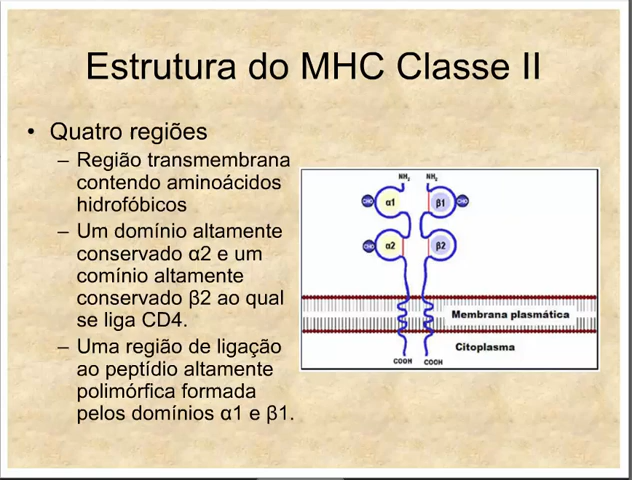 Estrutura do MHC Classe II
• Quatro regiões
– Região transmembrana
contendo aminoácidos
hidrofóbicos
– Um domínio altamente
conservado α2 e um
comínio altamente
conservado β2 ao qual
se liga CD4.
– Uma região de ligação
ao peptídio altamente
polimórfica formada
pelos domínios α1 e β1.
NH2 NH2
CHO α1 β1 CHO
CHO α2 β2
Membrana plasmática
Citoplasma
COOH COOH